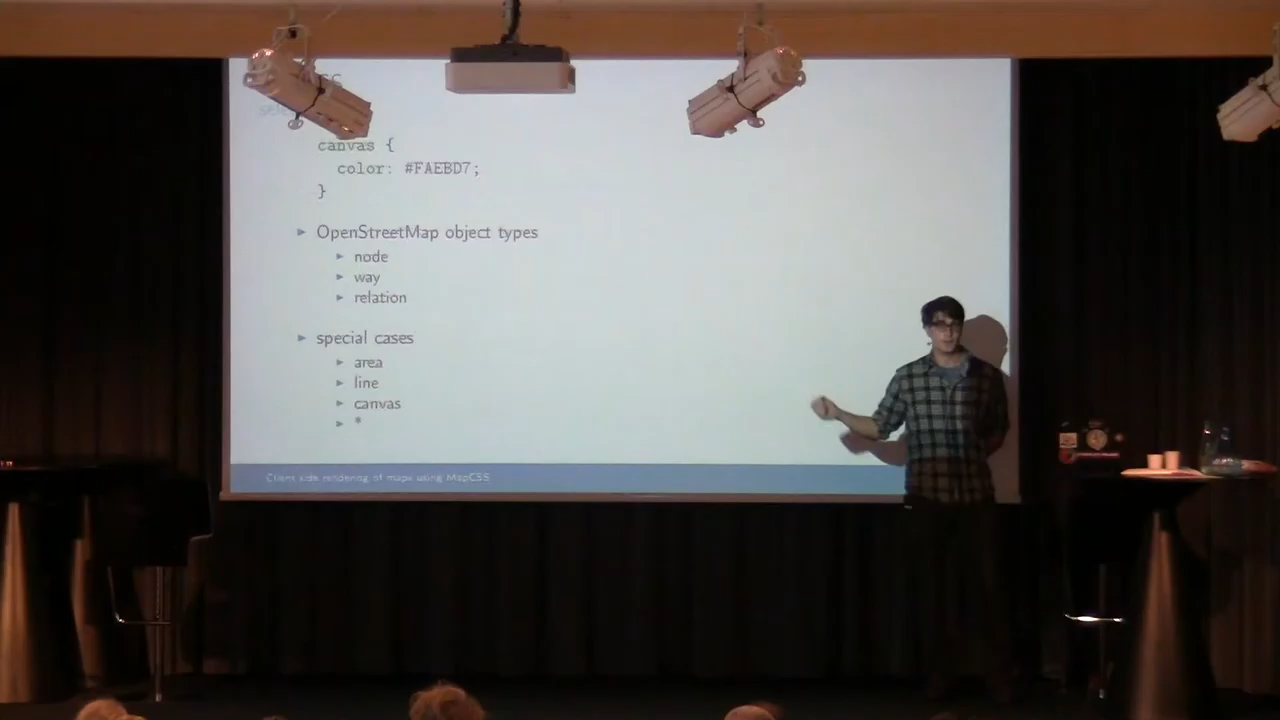 canvas {
color: #FAEBD7;
}
► OpenStreetMap object types
► node
► way
► relation
► special cases
► area
► line
► canvas
► *
Client side rendering of maps using MapCSS